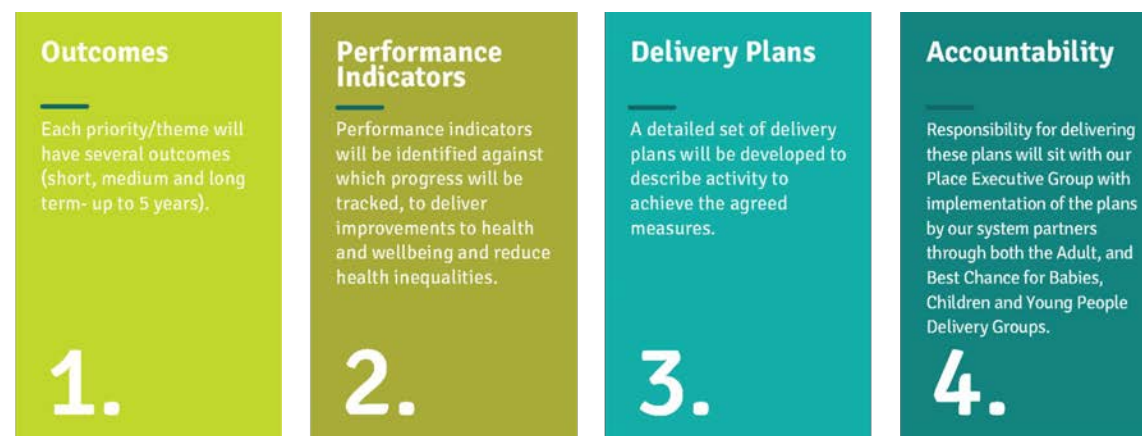 Outcomes
Each priority/theme will
have several outcomes
(short, medium and long
term- up to 5 years).
1.
Performance
Indicators
Performance indicators
will be identified against
which progress will be
tracked, to deliver
improvements to health
and wellbeing and reduce
health inequalities.
2.
Delivery Plans
A detailed set of delivery
plans will be developed to
describe activity to
achieve the agreed
measures.
3.
Accountability
Responsibility for delivering
these plans will sit with our
Place Executive Group with
implementation of the plans
by our system partners
through both the Adult, and
Best Chance for Babies,
Children and Young People
Delivery Groups.
4.